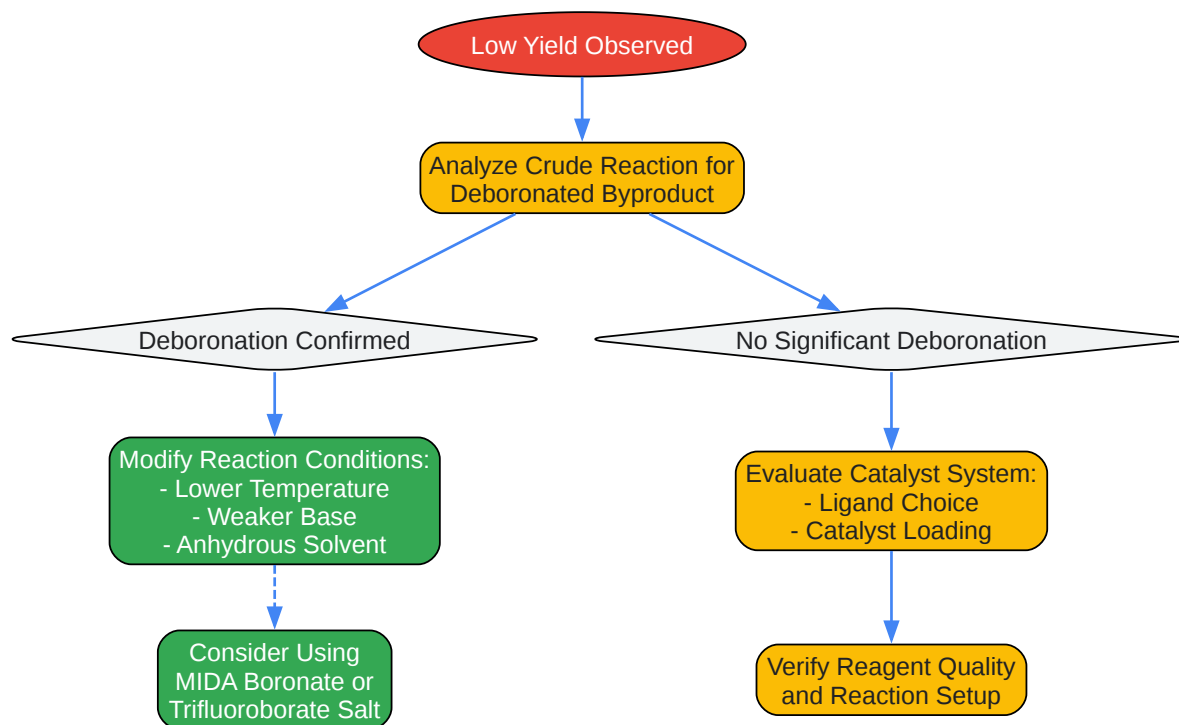 Low Yield Observed
Analyze Crude Reaction for
Deboronated Byproduct
Deboronation Confirmed
No Significant Deboronation
Modify Reaction Conditions:
- Lower Temperature
- Weaker Base
- Anhydrous Solvent
Evaluate Catalyst System:
- Ligand Choice
- Catalyst Loading
Consider Using
MIDA Boronate or
Trifluoroborate Salt
Verify Reagent Quality
and Reaction Setup